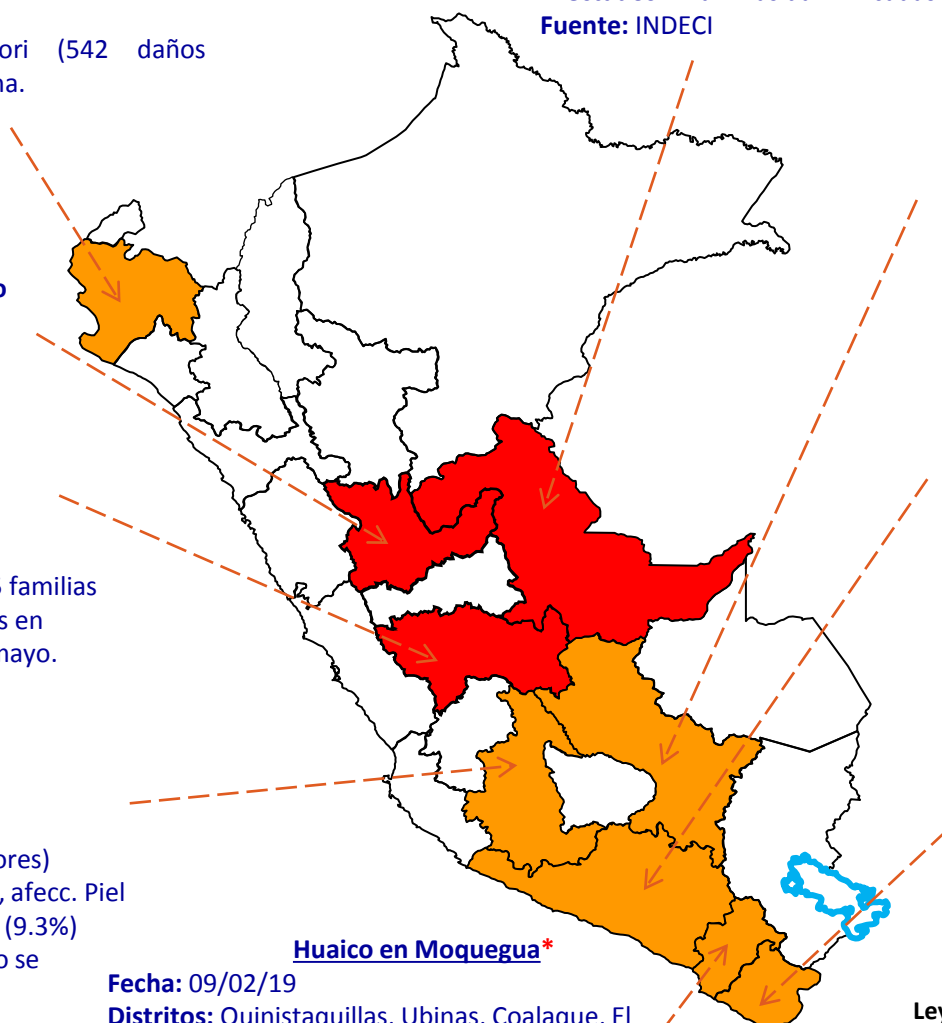 Fuente: INDECI
ori (542 daños
na.
o
familias
s en
mayo.
ores)
, afecc. Piel
(9.3%)
o se
Huaico en Moquegua*
Fecha: 09/02/19
Distritos: Quinistaquillas, Ubinas, Coalaque, El
Ley